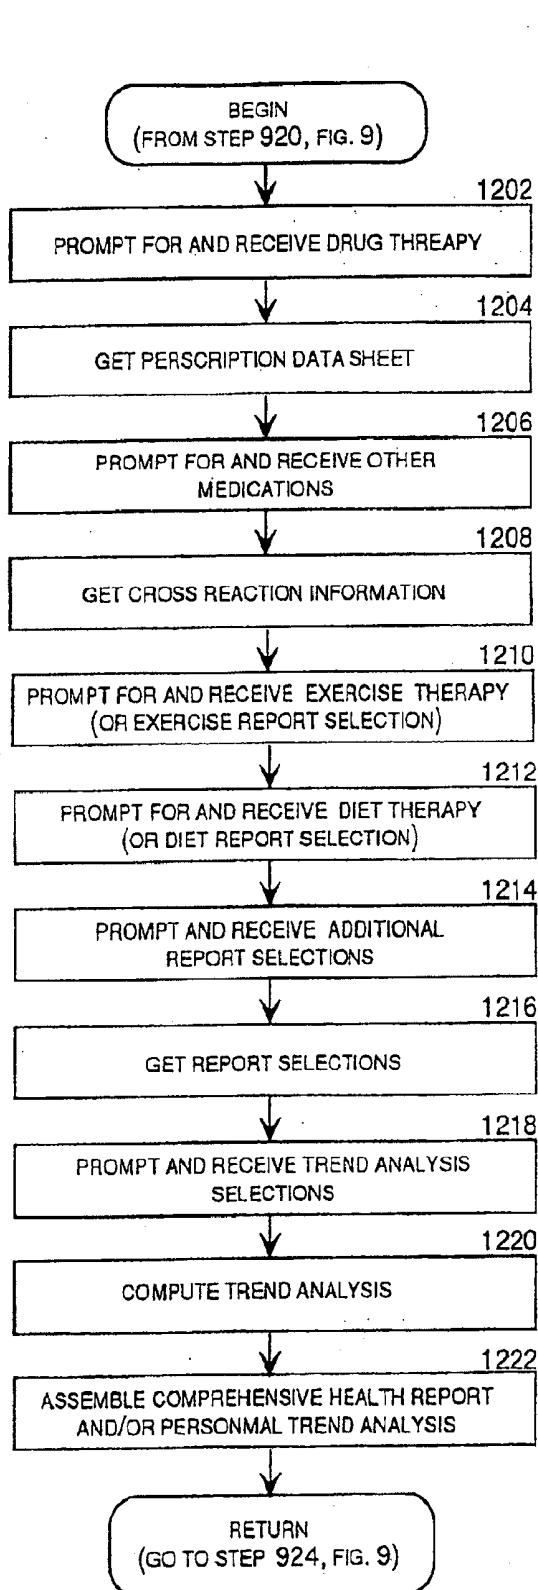 BEGIN
(FROM STEP 920, FIG. 9)
1202
PROMPT FOR AND RECEIVE DRUG THREAPY
1204
GET PERSCRIPTION DATA SHEET
1206
PROMPT FOR AND RECEIVE OTHER
MEDICATIONS
1208
GET CROSS REACTION INFORMATION
1210
PROMPT FOR AND RECEIVE EXERCISE THERAPY
(OR EXERCISE REPORT SELECTION)
1212
PROMPT FOR AND RECEIVE DIET THERAPY
(OR DIET REPORT SELECTION)
1214
PROMPT AND RECEIVE ADDITIONAL
REPORT SELECTIONS
1216
GET REPORT SELECTIONS
1218
PROMPT AND RECEIVE TREND ANALYSIS
SELECTIONS
1220
COMPUTE TREND ANALYSIS
1222
ASSEMBLE COMPREHENSIVE HEALTH REPORT
AND/OR PERSONMAL TREND ANALYSIS
RETURN
(GO TO STEP 924, FIG. 9)